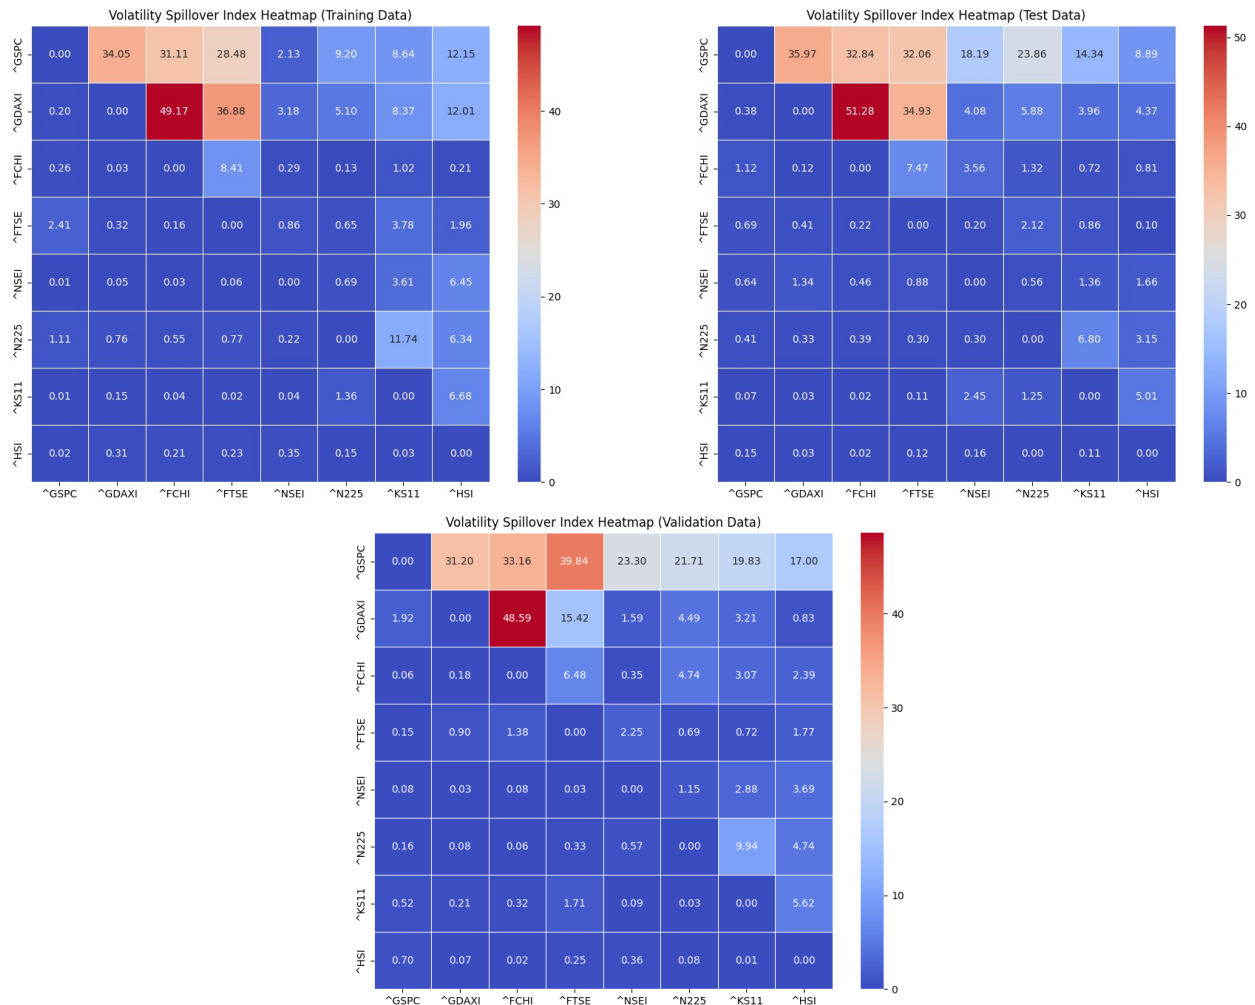 Volatility Spillover Index Heatmap (Training Data)
^GSPC 0.00 34.05 31.11 28.48 2.13 9.20 8.64 12.15
^GDAXI 0.20 0.00 49.17 36.88 3.18 5.10 8.37 12.01
^FCHI 0.26 0.03 0.00 8.41 0.29 0.13 1.02 0.21
^FTSE 2.41 0.32 0.16 0.00 0.86 0.65 3.78 1.96
^NSEI 0.01 0.05 0.03 0.06 0.00 0.69 3.61 6.45
^N225 1.11 0.76 0.55 0.77 0.22 0.00 11.74 6.34
^KS11 0.01 0.15 0.04 0.02 0.04 1.36 0.00 6.68
^HSI 0.02 0.31 0.21 0.23 0.35 0.15 0.03 0.00
^GSPC ^GDAXI ^FCHI ^FTSE ^NSEI ^N225 ^KS11 ^HSI
40
30
20
10
0
Volatility Spillover Index Heatmap (Test Data)
^GSPC 0.00 35.97 32.84 32.06 18.19 23.86 14.34 8.89
^GDAXI 0.38 0.00 51.28 34.93 4.08 5.88 3.96 4.37
^FCHI 1.12 0.12 0.00 7.47 3.56 1.32 0.72 0.81
^FTSE 0.69 0.41 0.22 0.00 0.20 2.12 0.86 0.10
^NSEI 0.64 1.34 0.46 0.88 0.00 0.56 1.36 1.66
^N225 0.41 0.33 0.39 0.30 0.30 0.00 6.80 3.15
^KS11 0.07 0.03 0.02 0.11 2.45 1.25 0.00 5.01
^HSI 0.15 0.03 0.02 0.12 0.16 0.00 0.11 0.00
^GSPC ^GDAXI ^FCHI ^FTSE ^NSEI ^N225 ^KS11 ^HSI
50
40
30
20
10
0
Volatility Spillover Index Heatmap (Validation Data)
^GSPC 0.00 31.20 33.16 39.84 23.30 21.71 19.83 17.00
^GDAXI 1.92 0.00 48.59 15.42 1.59 4.49 3.21 0.83
^FCHI 0.06 0.18 0.00 6.48 0.35 4.74 3.07 2.39
^FTSE 0.15 0.90 1.38 0.00 2.25 0.69 0.72 1.77
^NSEI 0.08 0.03 0.08 0.03 0.00 1.15 2.88 3.69
^N225 0.16 0.08 0.06 0.33 0.57 0.00 9.94 4.74
^KS11 0.52 0.21 0.32 1.71 0.09 0.03 0.00 5.62
^HSI 0.70 0.07 0.02 0.25 0.36 0.08 0.01 0.00
^GSPC ^GDAXI ^FCHI ^FTSE ^NSEI ^N225 ^KS11 ^HSI
40
30
20
10
0